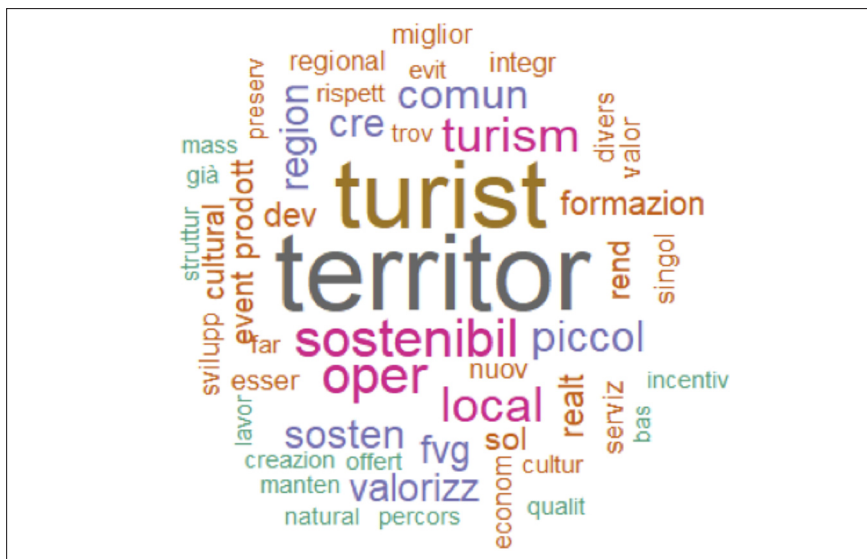 miglior
regional
evit
integr
preserv
rispett
comun
region
cre
trov
turism
divers
valor
mass
già
turist
formazion
struttur
cultural
prodott
dev
territor
rend
singol
event
sostenibil
piccol
svilupp
far
esser
oper
nuov
incentiv
local
realt
serviz
bas
lavor
sosten
fvg
sol
creazion
offert
econom
cultur
manten
valorizz
qualit
natural
percors